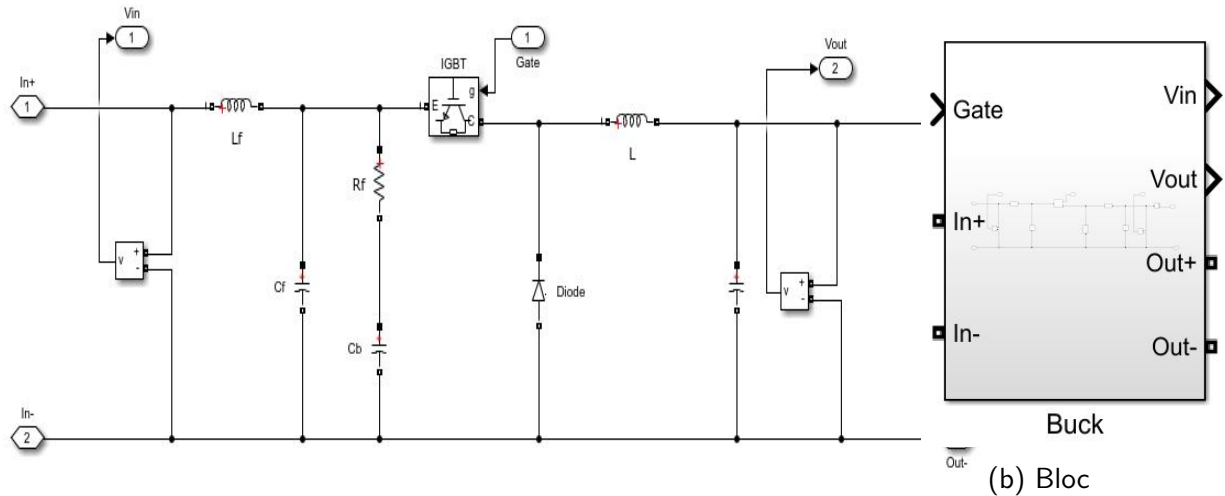 Vin
1
In+
1
Lf
IGBT
E
g
C
1
Gate
Rf
v
+
-
Cf
Cb
Diode
L
Vout
2
v
+
-
In-
2
Out-
Gate
In+
In-
Vin
Vout
Out+
Out-
Buck
(b) Bloc